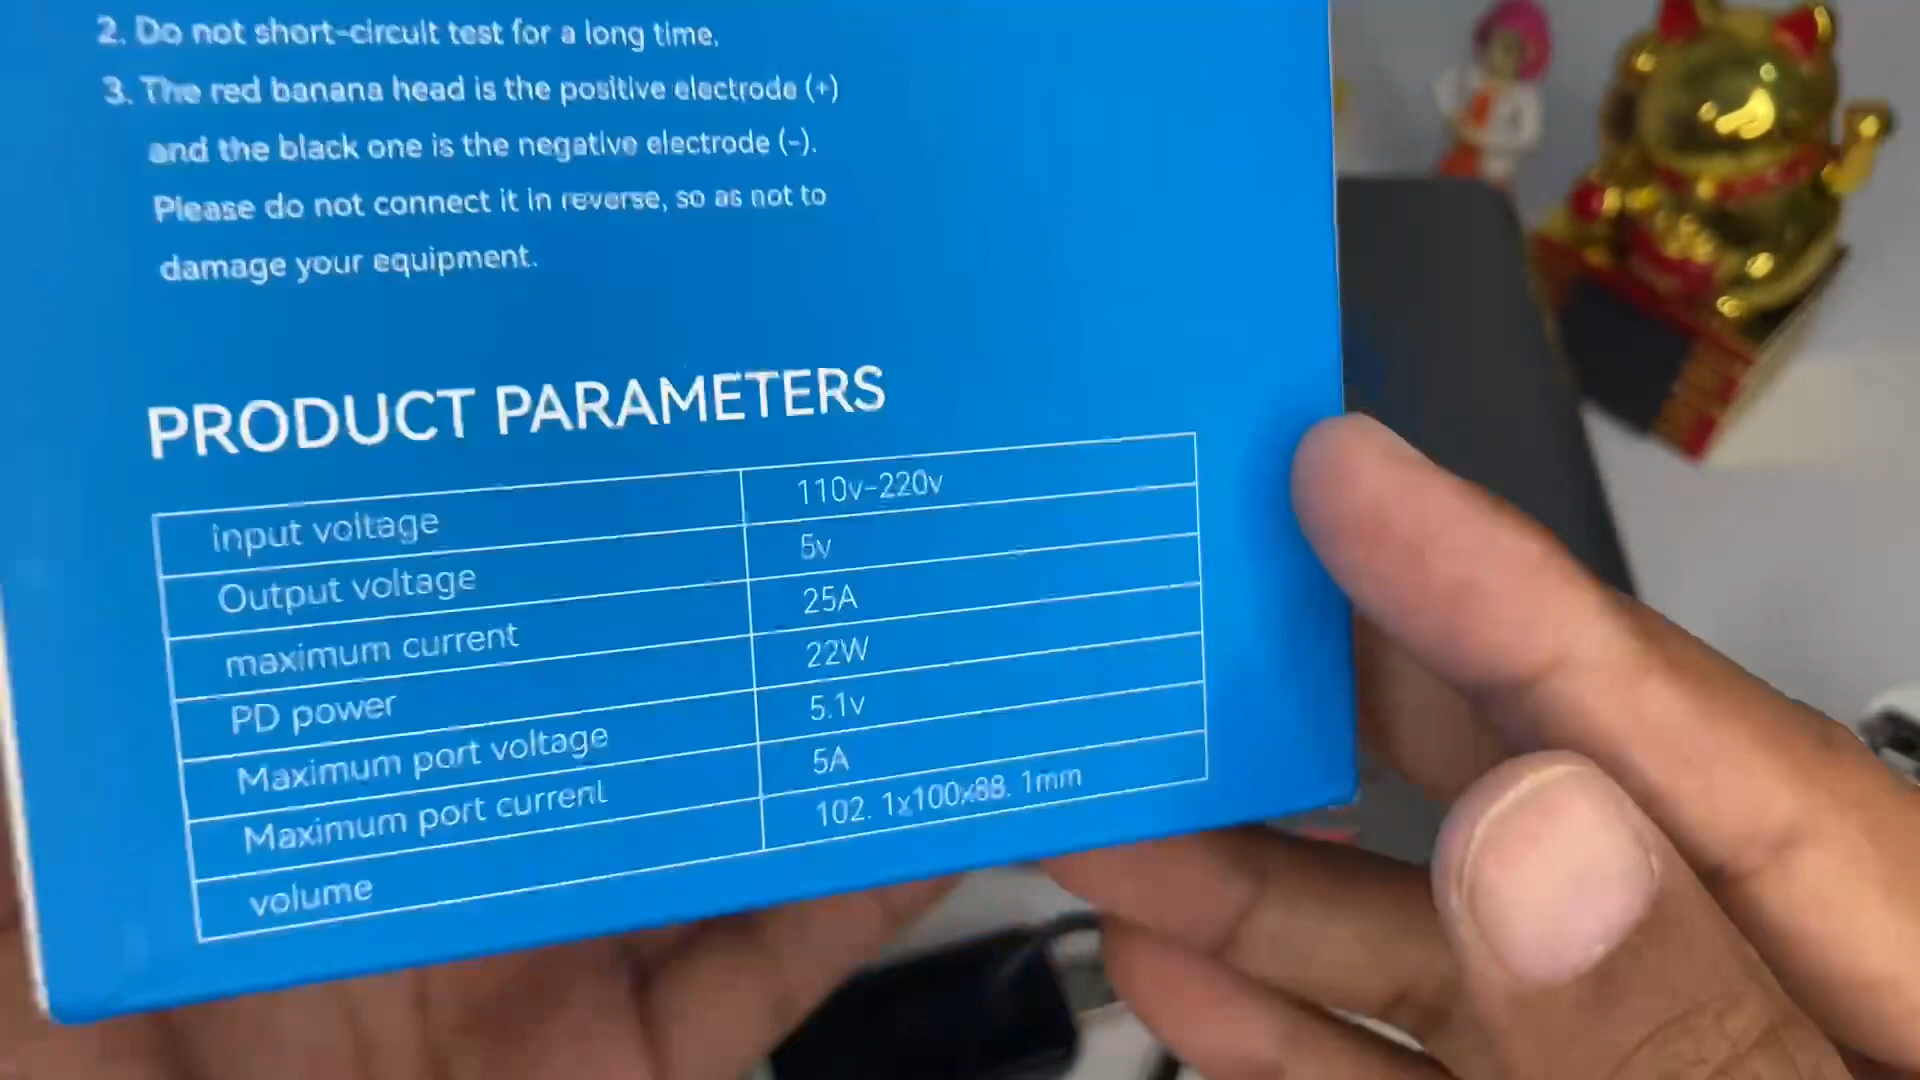 2. Do not short-circuit test for a long time.
3. The red banana head is the positive electrode (+)
and the black one is the negative electrode (-).
Please do not connect it in reverse, so as not to
damage your equipment.
PRODUCT PARAMETERS
input voltage 110v-220v
Output voltage 5v
maximum current 25A
PD power 22W
Maximum port voltage 5.1v
Maximum port current 5A
volume 102. 1x100x88. 1mm